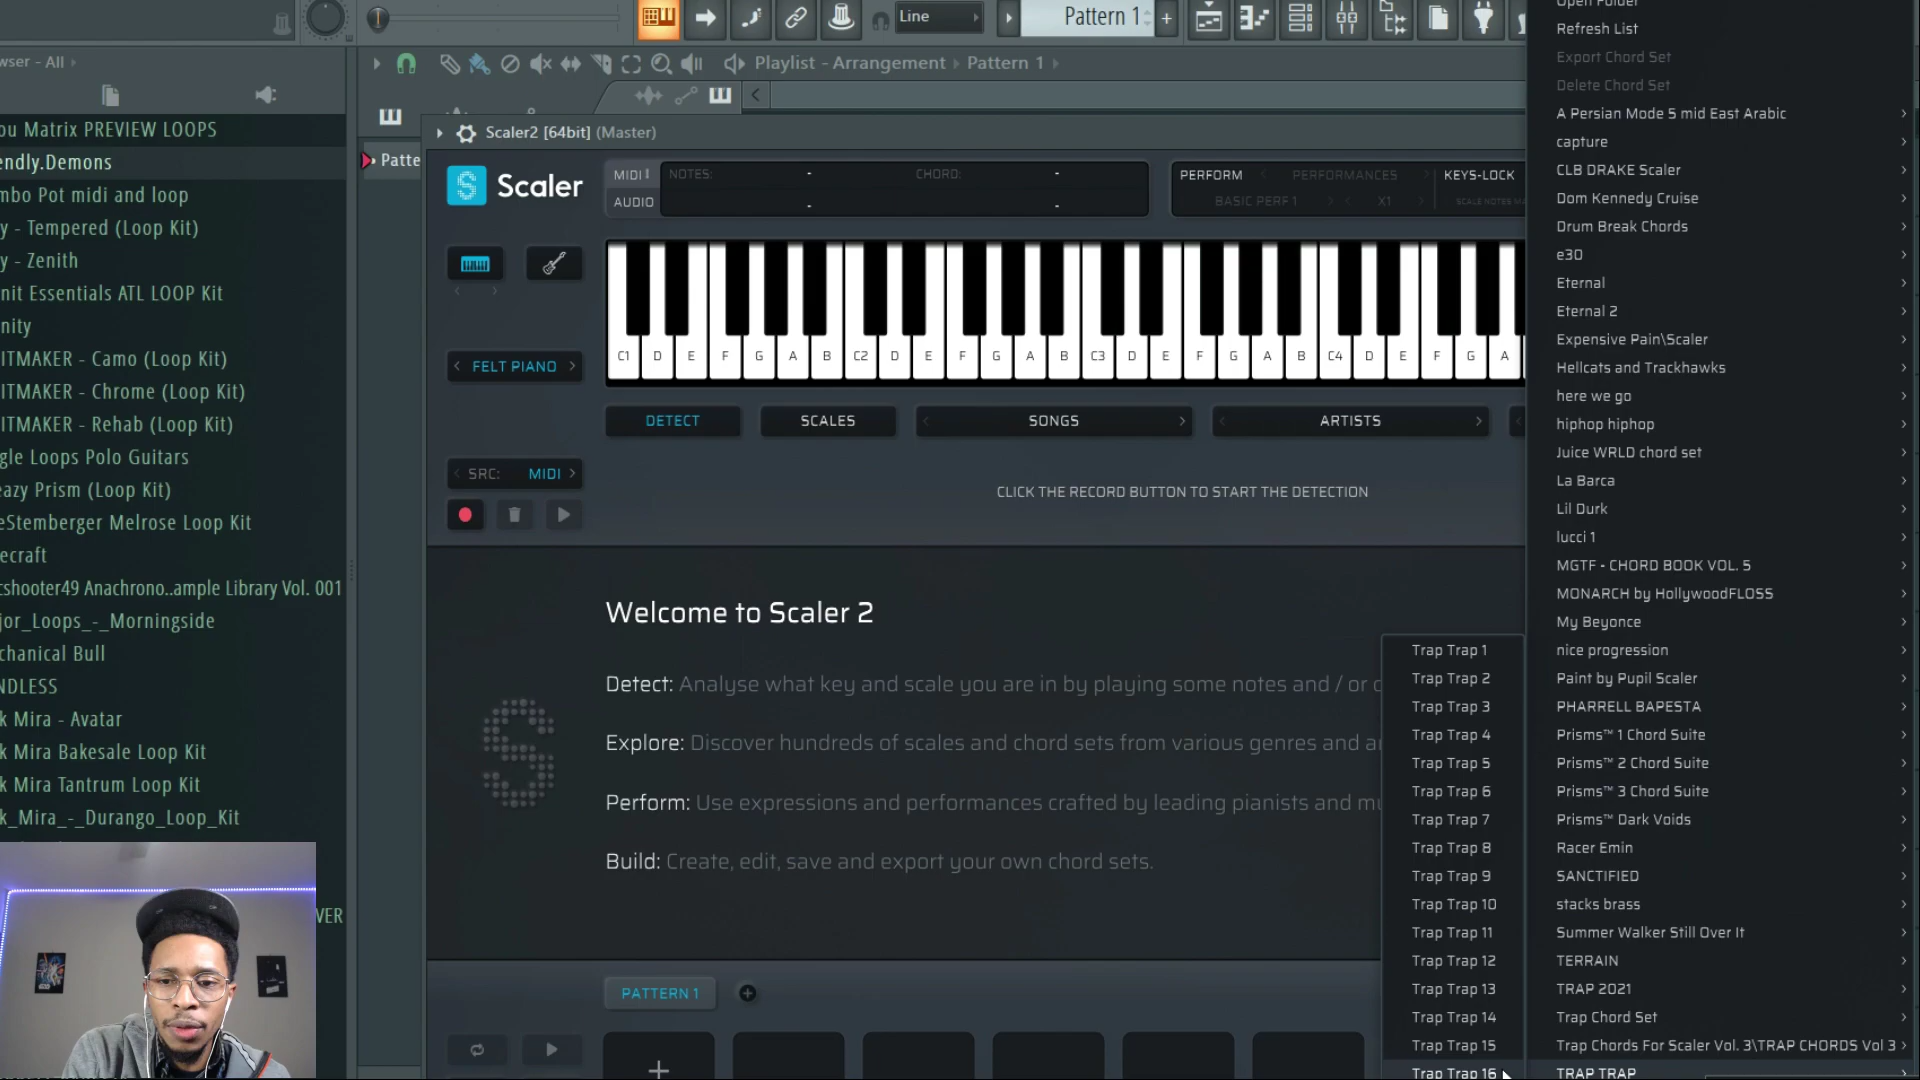 Line
Pattern 1
+
wser - All
Playlist - Arrangement
Pattern 1
ou Matrix PREVIEW LOOPS
endly.Demons
mbo Pot midi and loop
y - Tempered (Loop Kit)
y - Zenith
nit Essentials ATL LOOP Kit
nity
ITMAKER - Camo (Loop Kit)
ITMAKER - Chrome (Loop Kit)
ITMAKER - Rehab (Loop Kit)
gle Loops Polo Guitars
eazy Prism (Loop Kit)
eStemberger Melrose Loop Kit
ecraft
tshooter49 Anachrono..ample Library Vol. 001
jor_Loops_-_Morningside
chanical Bull
NDLESS
k Mira - Avatar
k Mira Bakesale Loop Kit
k Mira Tantrum Loop Kit
k_Mira_-_Durango_Loop_Kit
VER
Patte
Scaler2 [64bit] (Master)
S Scaler
MIDI
AUDIO
NOTES: -
-
CHORD: -
-
PERFORM
PERFORMANCES
BASIC PERF 1
X1
KEYS-LOCK
SCALE NOTES MA
FELT PIANO
C1 D E F G A B C2 D E F G A B C3 D E F G A B C4 D E F G A
DETECT
SCALES
SONGS
ARTISTS
SRC: MIDI
CLICK THE RECORD BUTTON TO START THE DETECTION
Welcome to Scaler 2
Detect: Analyse what key and scale you are in by playing some notes and / or
Explore: Discover hundreds of scales and chord sets from various genres and
Perform: Use expressions and performances crafted by leading pianists and
Build: Create, edit, save and export your own chord sets.
PATTERN 1
+
+
Trap Trap 1
Trap Trap 2
Trap Trap 3
Trap Trap 4
Trap Trap 5
Trap Trap 6
Trap Trap 7
Trap Trap 8
Trap Trap 9
Trap Trap 10
Trap Trap 11
Trap Trap 12
Trap Trap 13
Trap Trap 14
Trap Trap 15
Trap Trap 16
Open Folder
Refresh List
Export Chord Set
Delete Chord Set
A Persian Mode 5 mid East Arabic
capture
CLB DRAKE Scaler
Dom Kennedy Cruise
Drum Break Chords
e30
Eternal
Eternal 2
Expensive Pain\Scaler
Hellcats and Trackhawks
here we go
hiphop hiphop
Juice WRLD chord set
La Barca
Lil Durk
lucci 1
MGTF - CHORD BOOK VOL. 5
MONARCH by HollywoodFLOSS
My Beyonce
nice progression
Paint by Pupil Scaler
PHARRELL BAPESTA
Prisms™ 1 Chord Suite
Prisms™ 2 Chord Suite
Prisms™ 3 Chord Suite
Prisms™ Dark Voids
Racer Emin
SANCTIFIED
stacks brass
Summer Walker Still Over It
TERRAIN
TRAP 2021
Trap Chord Set
Trap Chords For Scaler Vol. 3\TRAP CHORDS Vol 3
TRAP TRAP